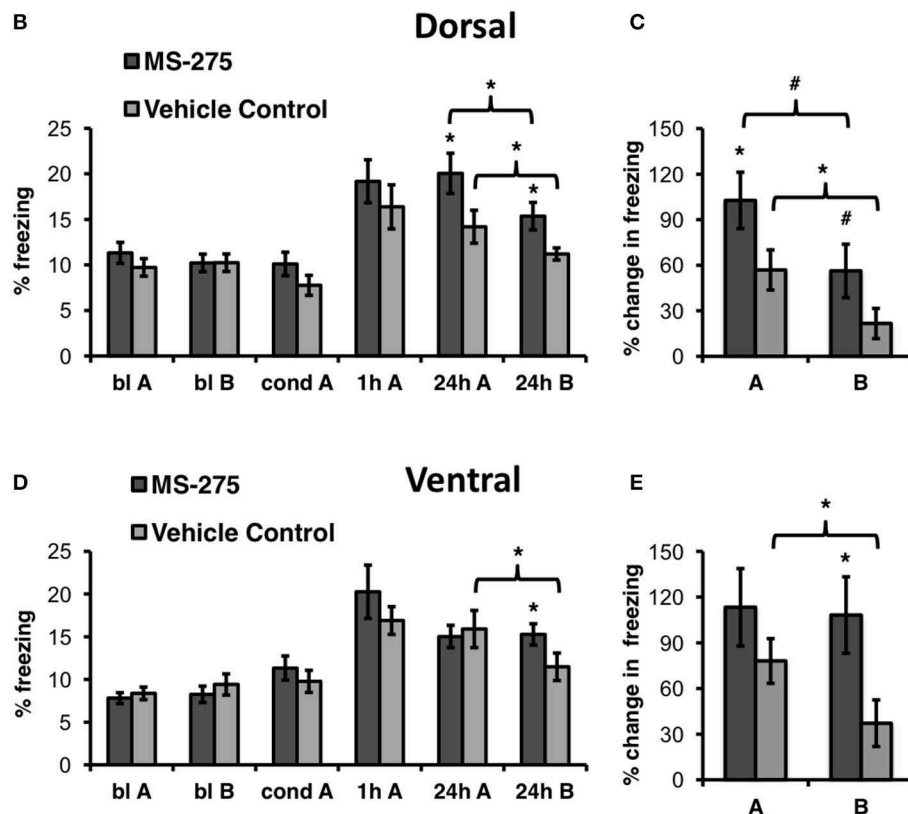 B
Dorsal
MS-275
Vehicle Control
% freezing
25
20
15
10
5
0
* * * *
bl A bl B cond A 1h A 24h A 24h B
C
% change in freezing
150
120
90
60
30
0
# * * #
A B
D
Ventral
MS-275
Vehicle Control
% freezing
25
20
15
10
5
0
* *
bl A bl B cond A 1h A 24h A 24h B
E
% change in freezing
150
120
90
60
30
0
* *
A B